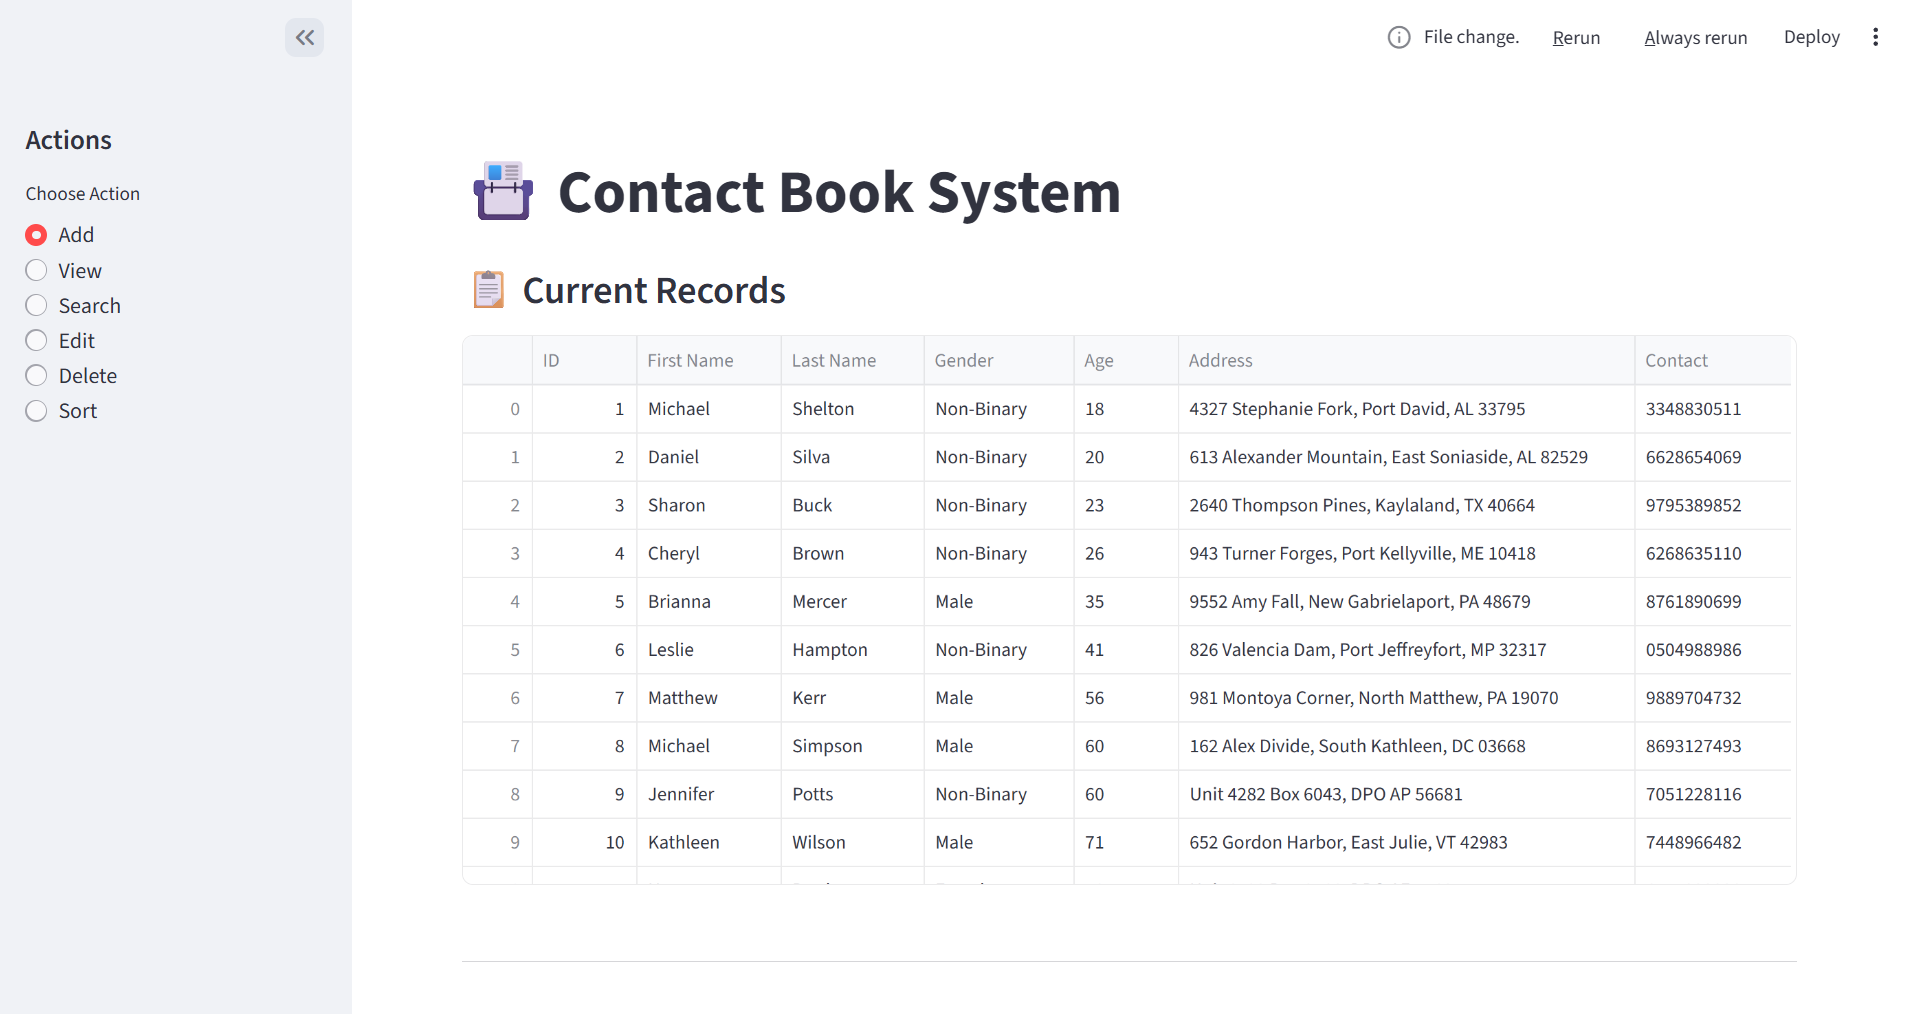 File change. Rerun Always rerun Deploy
Actions
Choose Action
Add
View
Search
Edit
Delete
Sort
Contact Book System
Current Records
ID First Name Last Name Gender Age Address Contact
0 1 Michael Shelton Non-Binary 18 4327 Stephanie Fork, Port David, AL 33795 3348830511
1 2 Daniel Silva Non-Binary 20 613 Alexander Mountain, East Soniaside, AL 82529 6628654069
2 3 Sharon Buck Non-Binary 23 2640 Thompson Pines, Kaylaland, TX 40664 9795389852
3 4 Cheryl Brown Non-Binary 26 943 Turner Forges, Port Kellyville, ME 10418 6268635110
4 5 Brianna Mercer Male 35 9552 Amy Fall, New Gabrielaport, PA 48679 8761890699
5 6 Leslie Hampton Non-Binary 41 826 Valencia Dam, Port Jeffreyfort, MP 32317 0504988986
6 7 Matthew Kerr Male 56 981 Montoya Corner, North Matthew, PA 19070 9889704732
7 8 Michael Simpson Male 60 162 Alex Divide, South Kathleen, DC 03668 8693127493
8 9 Jennifer Potts Non-Binary 60 Unit 4282 Box 6043, DPO AP 56681 7051228116
9 10 Kathleen Wilson Male 71 652 Gordon Harbor, East Julie, VT 42983 7448966482